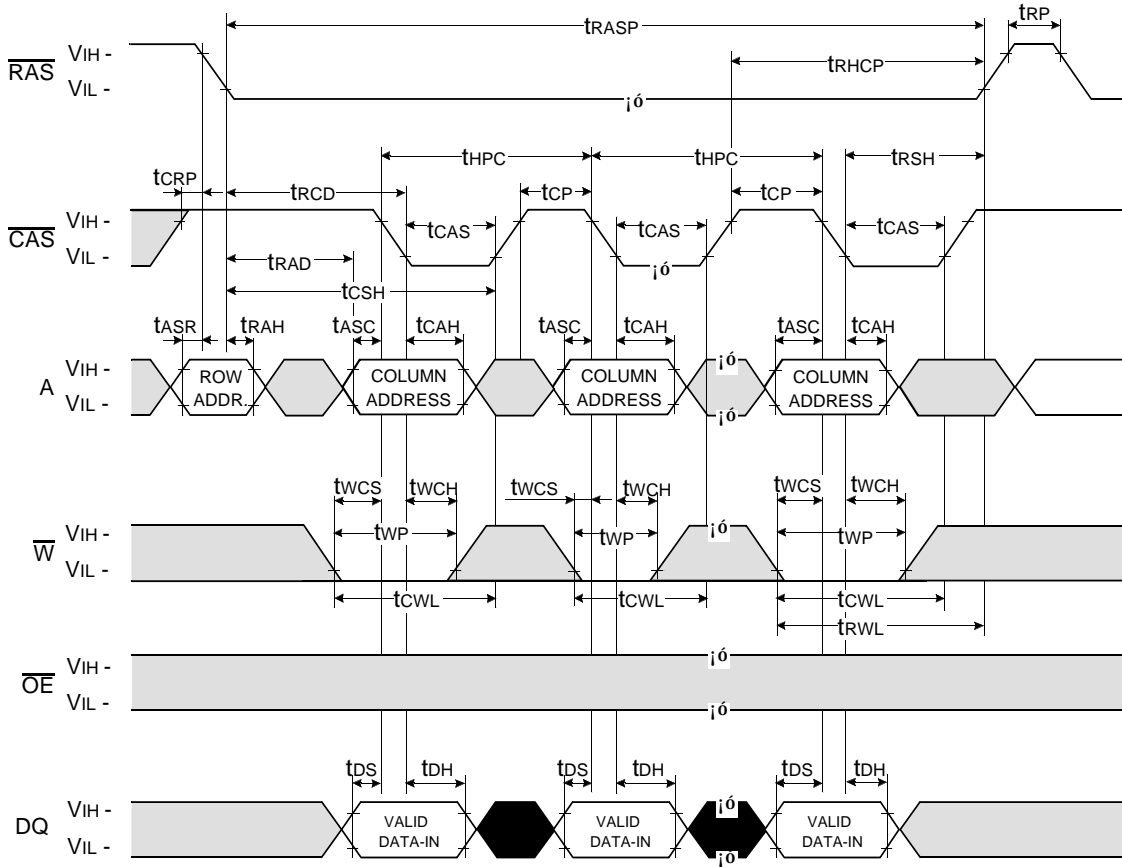 tRASP tRP
VIH -
RAS
tRHCP
VIL -
¡ó
tHPC tHPC tRSH
tCRP
tRCD tCP tCP
VIH -
CAS
tCAS tCAS tCAS
VIL -
¡ó
tRAD
tCSH
tASR tRAH tASC tCAH tASC tCAH tASC tCAH
¡ó
VIH -
A
ROW COLUMN COLUMN COLUMN
VIL -
ADDR. ADDRESS ADDRESS ADDRESS
¡ó
tWCS tWCH tWCS tWCH tWCS tWCH
¡ó
VIH -
W
tWP tWP tWP
VIL -
tCWL tCWL tCWL
tRWL
¡ó
VIH -
OE
VIL -
¡ó
tDS tDH tDS tDH tDS tDH
¡ó
VIH -
DQ
VALID VALID VALID
VIL -
DATA-IN DATA-IN DATA-IN
¡ó